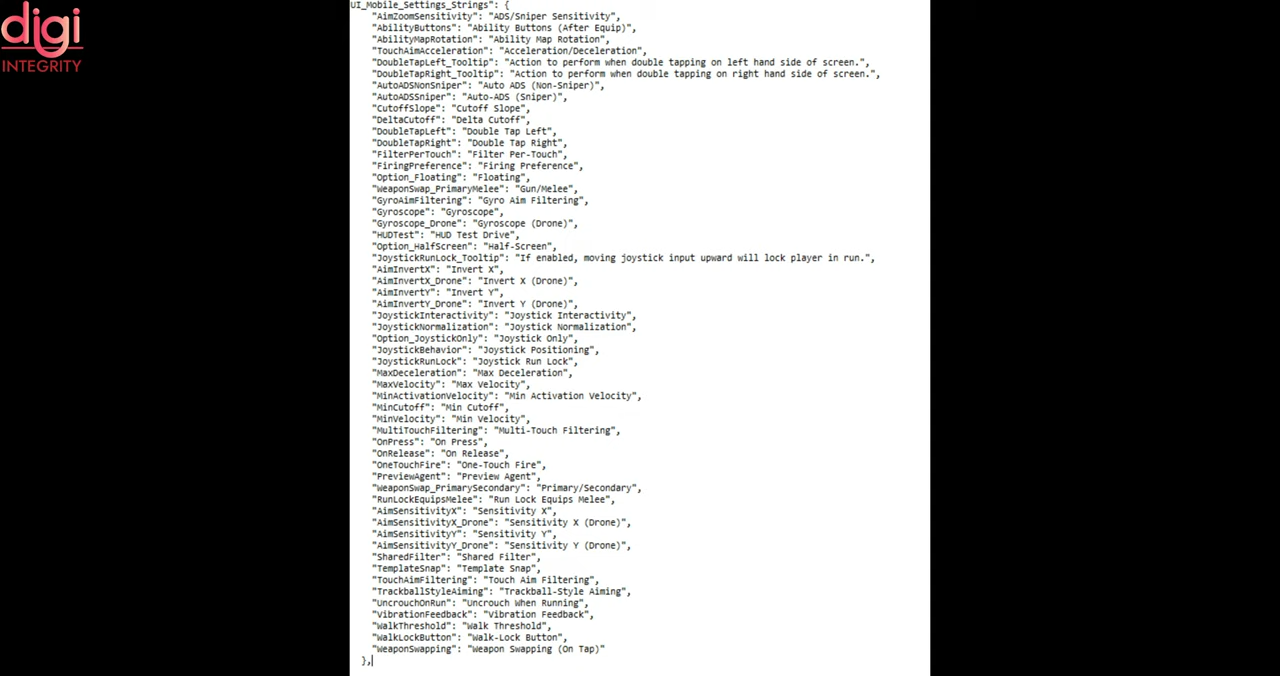 digi
INTEGRITY
UI_Mobile_Settings_Strings": {
"AimZoomSensitivity": "ADS/Sniper Sensitivity",
"AbilityButtons": "Ability Buttons (After Equip)",
"AbilityMapRotation": "Ability Map Rotation",
"TouchAimAcceleration": "Acceleration/Deceleration",
"DoubleTapLeft_Tooltip": "Action to perform when double tapping on left hand side of screen.",
"DoubleTapRight_Tooltip": "Action to perform when double tapping on right hand side of screen.",
"AutoADSNonSniper": "Auto ADS (Non-Sniper)",
"AutoADSSniper": "Auto-ADS (Sniper)",
"CutoffSlope": "Cutoff Slope",
"DeltaCutoff": "Delta Cutoff",
"DoubleTapLeft": "Double Tap Left",
"DoubleTapRight": "Double Tap Right",
"FilterPerTouch": "Filter Per-Touch",
"FiringPreference": "Firing Preference",
"Option_Floating": "Floating",
"WeaponSwap_PrimaryMelee": "Gun/Melee",
"GyroAimFiltering": "Gyro Aim Filtering",
"Gyroscope": "Gyroscope",
"Gyroscope_Drone": "Gyroscope (Drone)",
"HUDTest": "HUD Test Drive",
"Option_HalfScreen": "Half-Screen",
"JoystickRunLock_Tooltip": "If enabled, moving joystick input upward will lock player in run.",
"AimInvertX": "Invert X",
"AimInvertX_Drone": "Invert X (Drone)",
"AimInvertY": "Invert Y",
"AimInvertY_Drone": "Invert Y (Drone)",
"JoystickInteractivity": "Joystick Interactivity",
"JoystickNormalization": "Joystick Normalization",
"Option_JoystickOnly": "Joystick Only",
"JoystickBehavior": "Joystick Positioning",
"JoystickRunLock": "Joystick Run Lock",
"MaxDeceleration": "Max Deceleration",
"MaxVelocity": "Max Velocity",
"MinActivationVelocity": "Min Activation Velocity",
"MinCutoff": "Min Cutoff",
"MinVelocity": "Min Velocity",
"MultiTouchFiltering": "Multi-Touch Filtering",
"OnPress": "On Press",
"OnRelease": "On Release",
"OneTouchFire": "One-Touch Fire",
"PreviewAgent": "Preview Agent",
"WeaponSwap_PrimarySecondary": "Primary/Secondary",
"RunLockEquipsMelee": "Run Lock Equips Melee",
"AimSensitivityX": "Sensitivity X",
"AimSensitivityX_Drone": "Sensitivity X (Drone)",
"AimSensitivityY": "Sensitivity Y",
"AimSensitivityY_Drone": "Sensitivity Y (Drone)",
"SharedFilter": "Shared Filter",
"TemplateSnap": "Template Snap",
"TouchAimFiltering": "Touch Aim Filtering",
"TrackballStyleAiming": "Trackball-Style Aiming",
"UncrouchOnRun": "Uncrouch When Running",
"VibrationFeedback": "Vibration Feedback",
"WalkThreshold": "Walk Threshold",
"WalkLockButton": "Walk-Lock Button",
"WeaponSwapping": "Weapon Swapping (On Tap)"
},